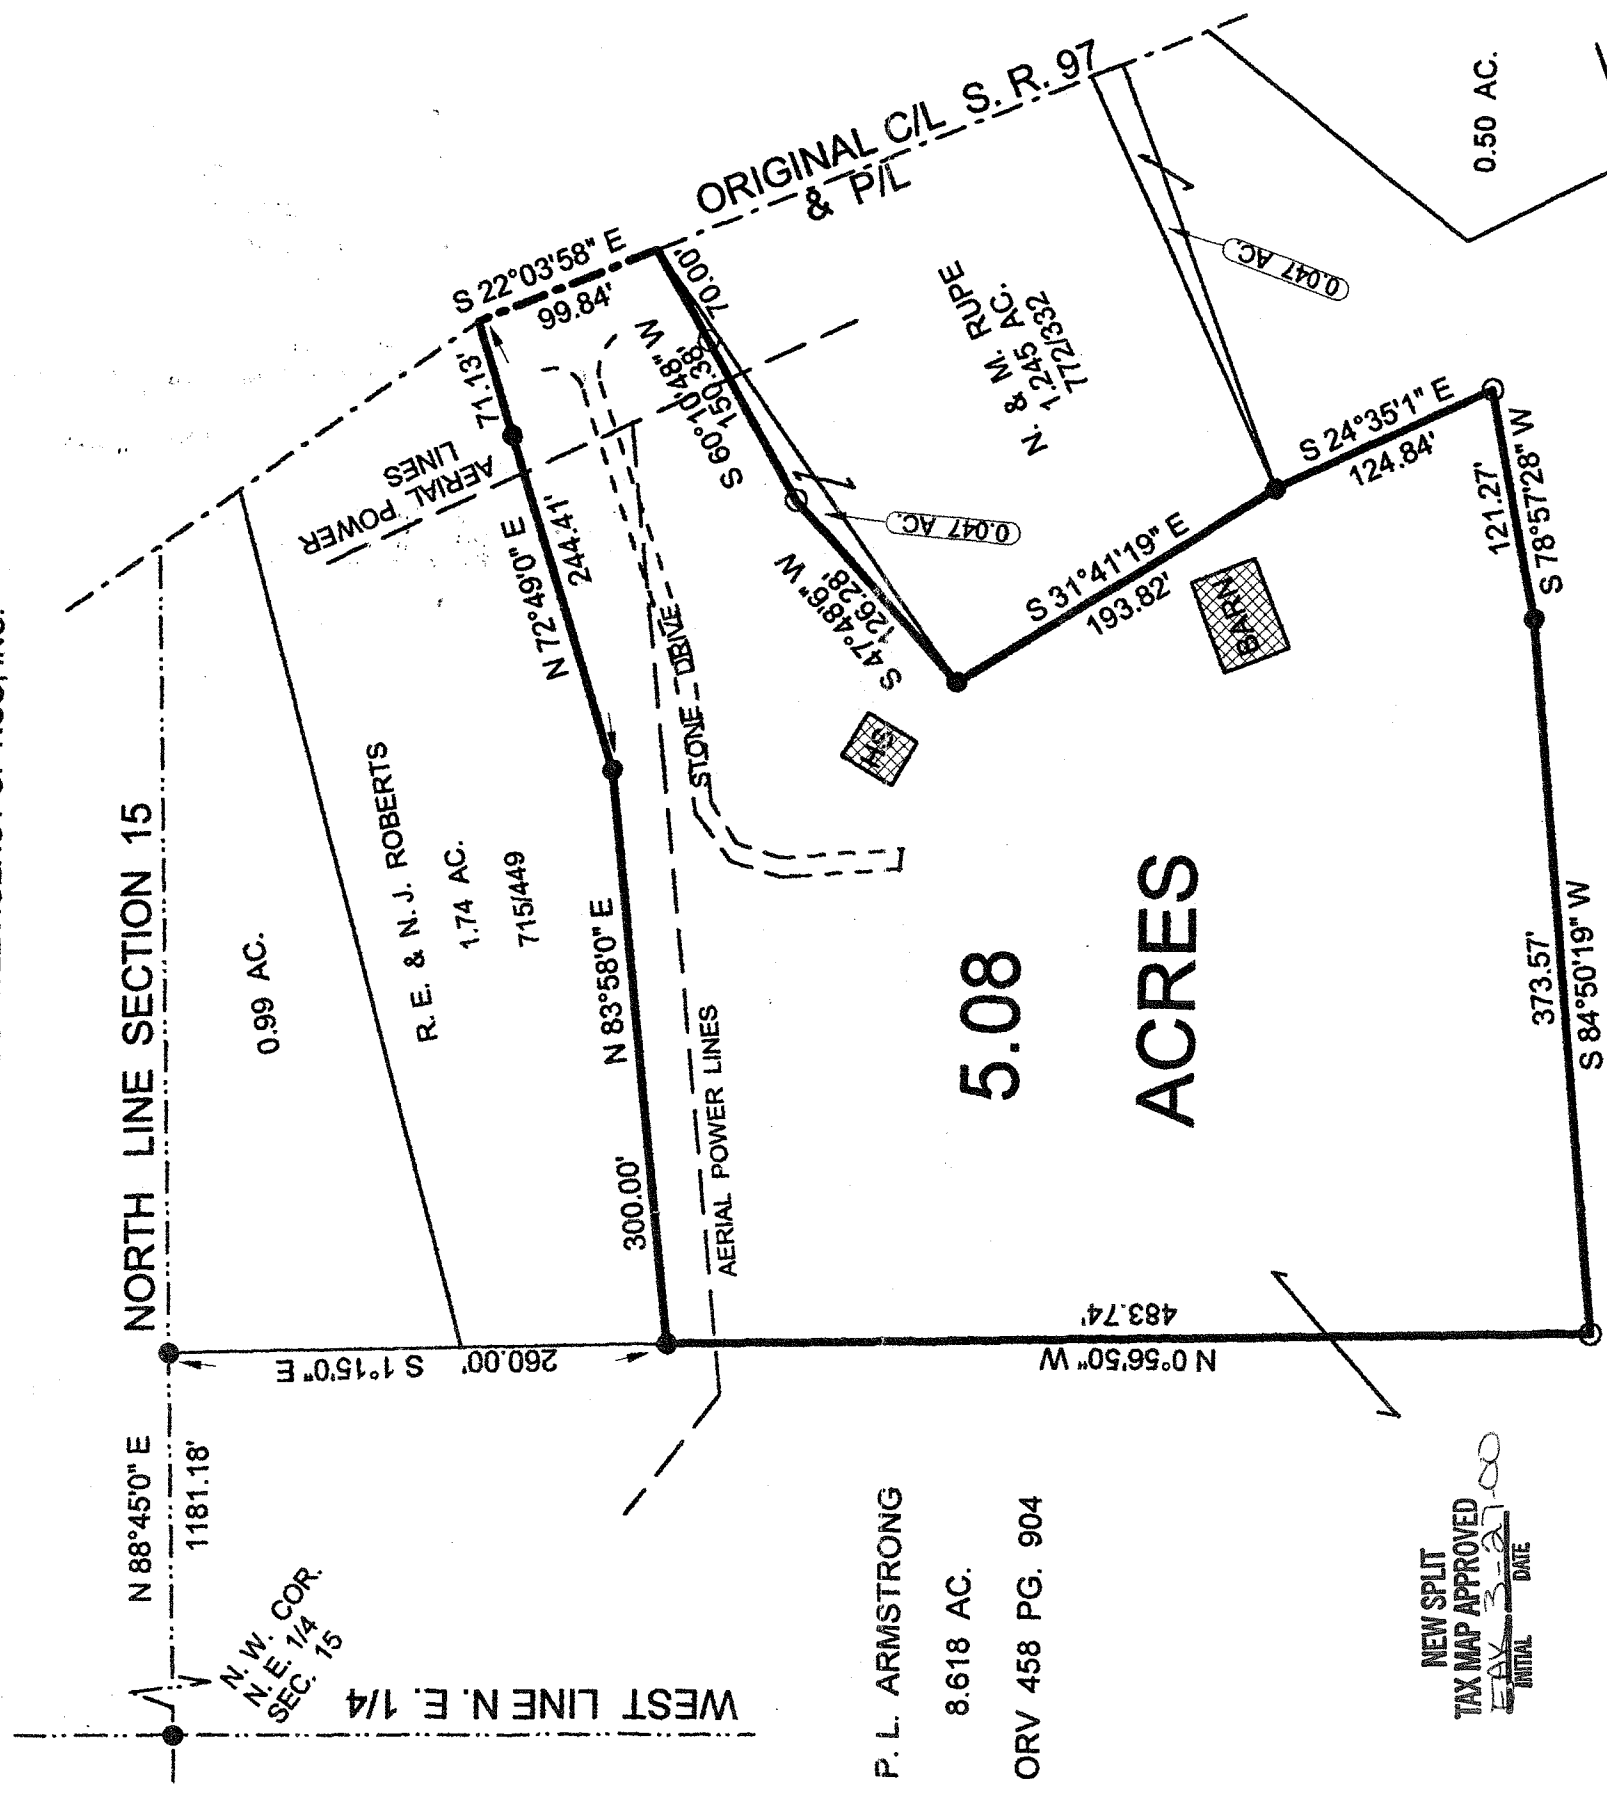 NORTH LINE SECTION 15
N 88°45'0" E
1181.18'
N. W. COR.
N. E. 1/4
SEC. 15
WEST LINE N. E. 1/4
S 1°15'0" E
260.00'
0.99 AC.
R. E. & N. J. ROBERTS
1.74 AC.
715/449
N 83°58'0" E
300.00'
N 72°49'0" E
244.41'
71.13'
AERIAL POWER
LINES
S 22°03'58" E
99.84'
ORIGINAL C/L S. R. 97
& P/L
70.00'
S 60°10'48" W
150.38'
S 47°48'6" W
126.28'
0.047 AC.
N. & M. RUPE
1.245 AC.
772/332
0.047 AC.
0.50 AC.
S 31°41'19" E
193.82'
S 24°35'1" E
124.84'
121.27'
S 78°57'28" W
373.57'
S 84°50'19" W
483.74'
N 0°56'50" W
STONE DRIVE
HS
BARN
AERIAL POWER LINES
5.08
ACRES
P. L. ARMSTRONG
8.618 AC.
ORV 458 PG. 904
NEW SPLIT
TAX MAP APPROVED
EAK 3-27-00
INITIAL DATE